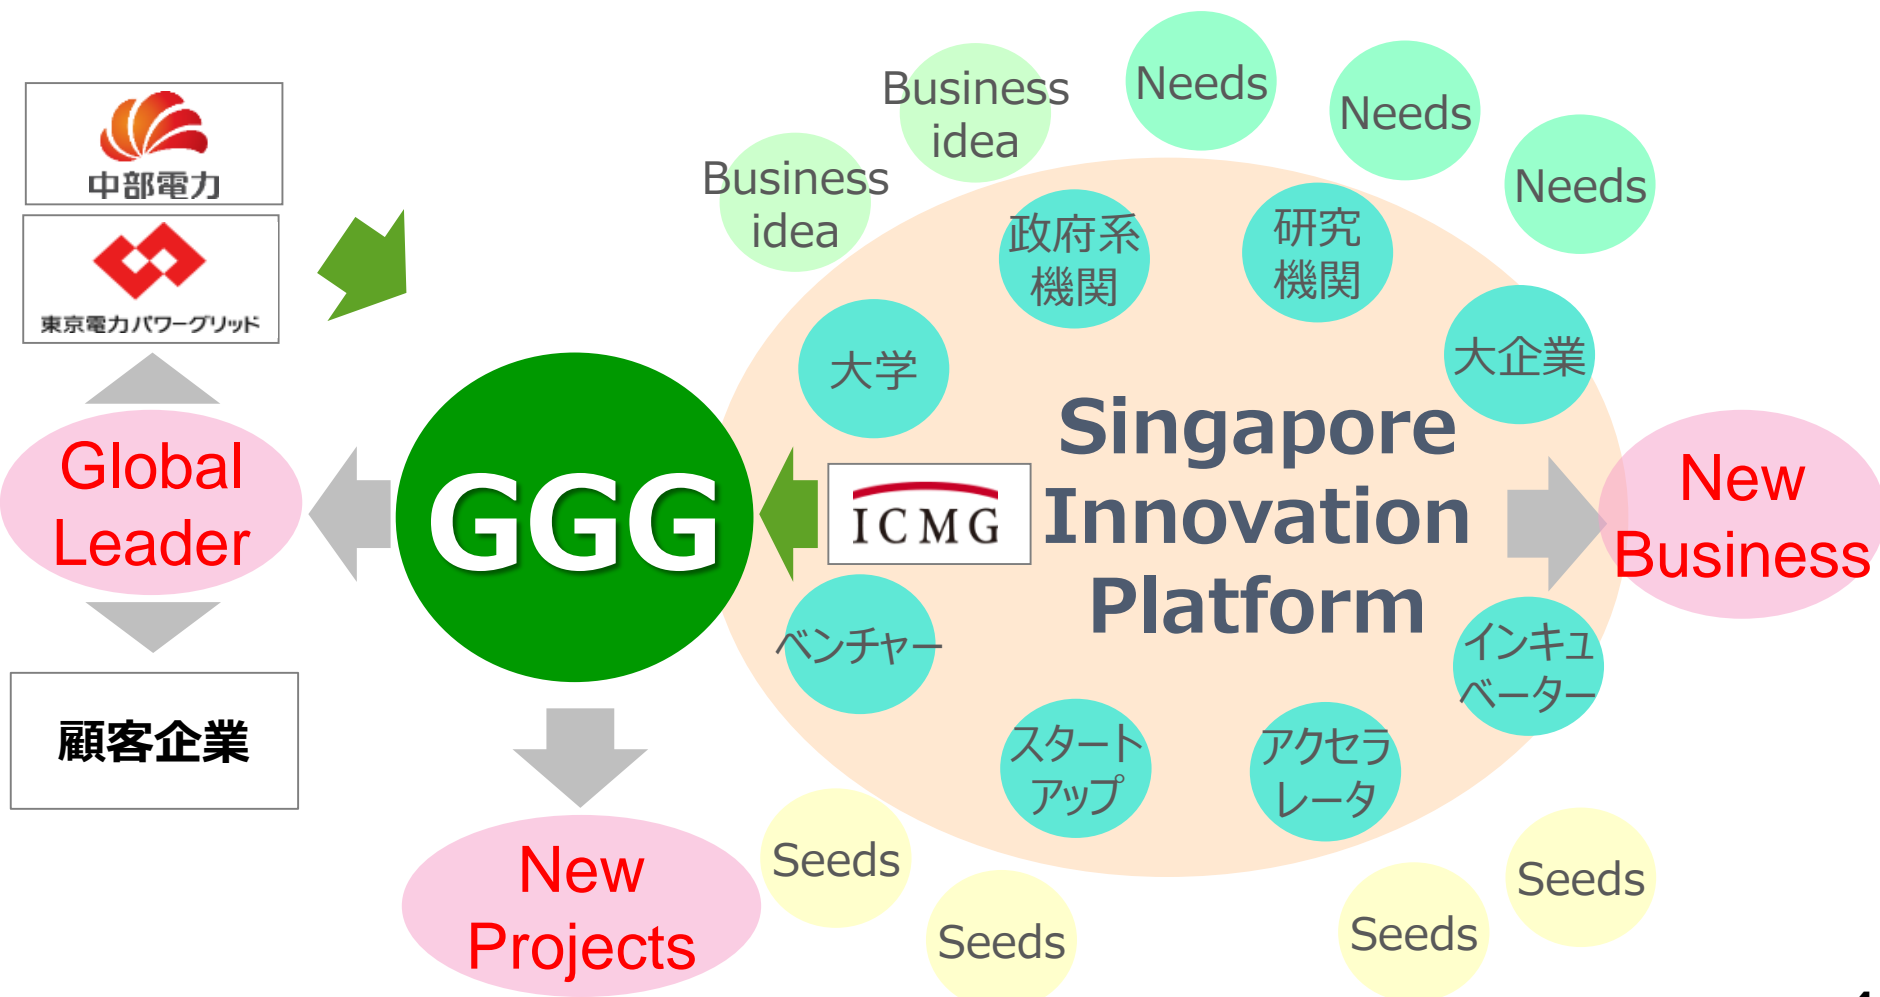 中部電力
東京電力パワーグリッド
Global
Leader
顧客企業
GGG
New
Projects
Business
idea
Business
idea
Needs
Needs
Needs
政府系
機関
研究
機関
大学
大企業
ICMG
Singapore
Innovation
Platform
New
Business
ベンチャー
インキュ
ベーター
スタート
アップ
アクセラ
レータ
Seeds
Seeds
Seeds
Seeds